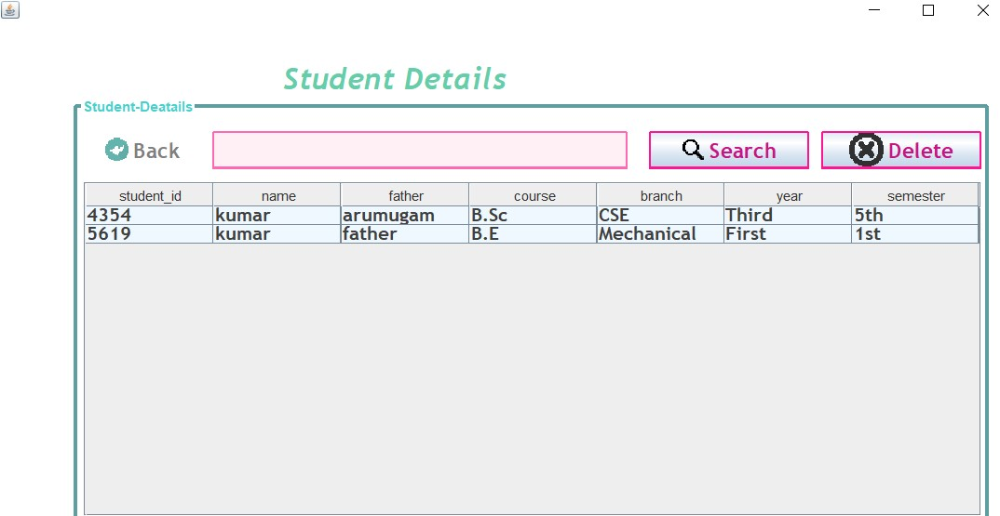 Student Details
Student-Deatails
Back Search Delete
student_id name father course branch year semester
4354 kumar arumugam B.Sc CSE Third 5th
5619 kumar father B.E Mechanical First 1st